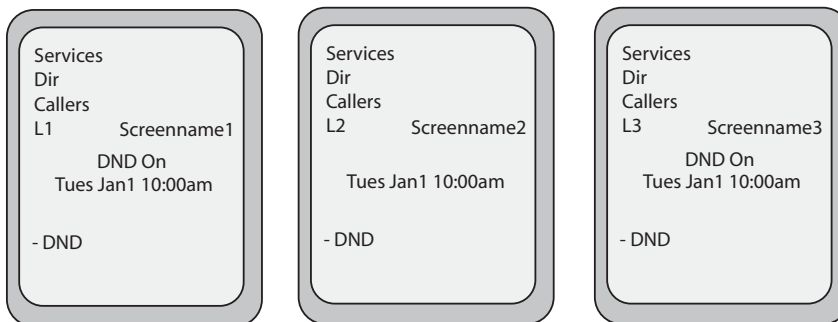 Services
Dir
Callers
L1 Screenname1
DND On
Tues Jan1 10:00am
- DND
Services
Dir
Callers
L2 Screenname2
Tues Jan1 10:00am
- DND
Services
Dir
Callers
L3 Screenname3
DND On
Tues Jan1 10:00am
- DND